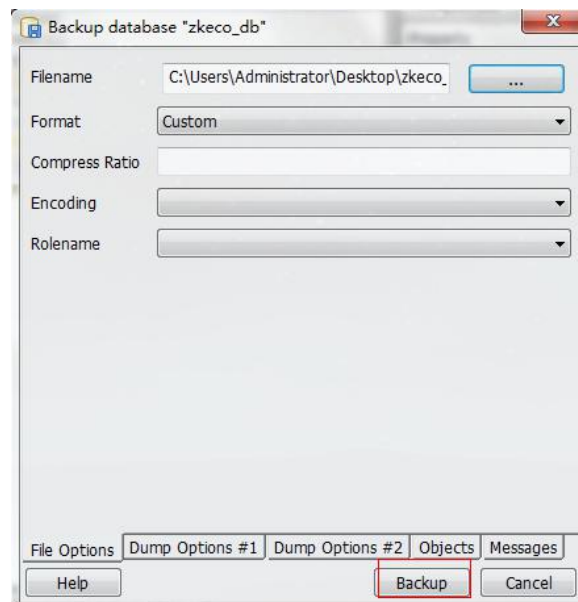 Backup database "zkeco_db"
Filename C:\Users\Administrator\Desktop\zkeco_ ...
Format Custom
Compress Ratio
Encoding
Rolename
File Options Dump Options #1 Dump Options #2 Objects Messages
Help Backup Cancel